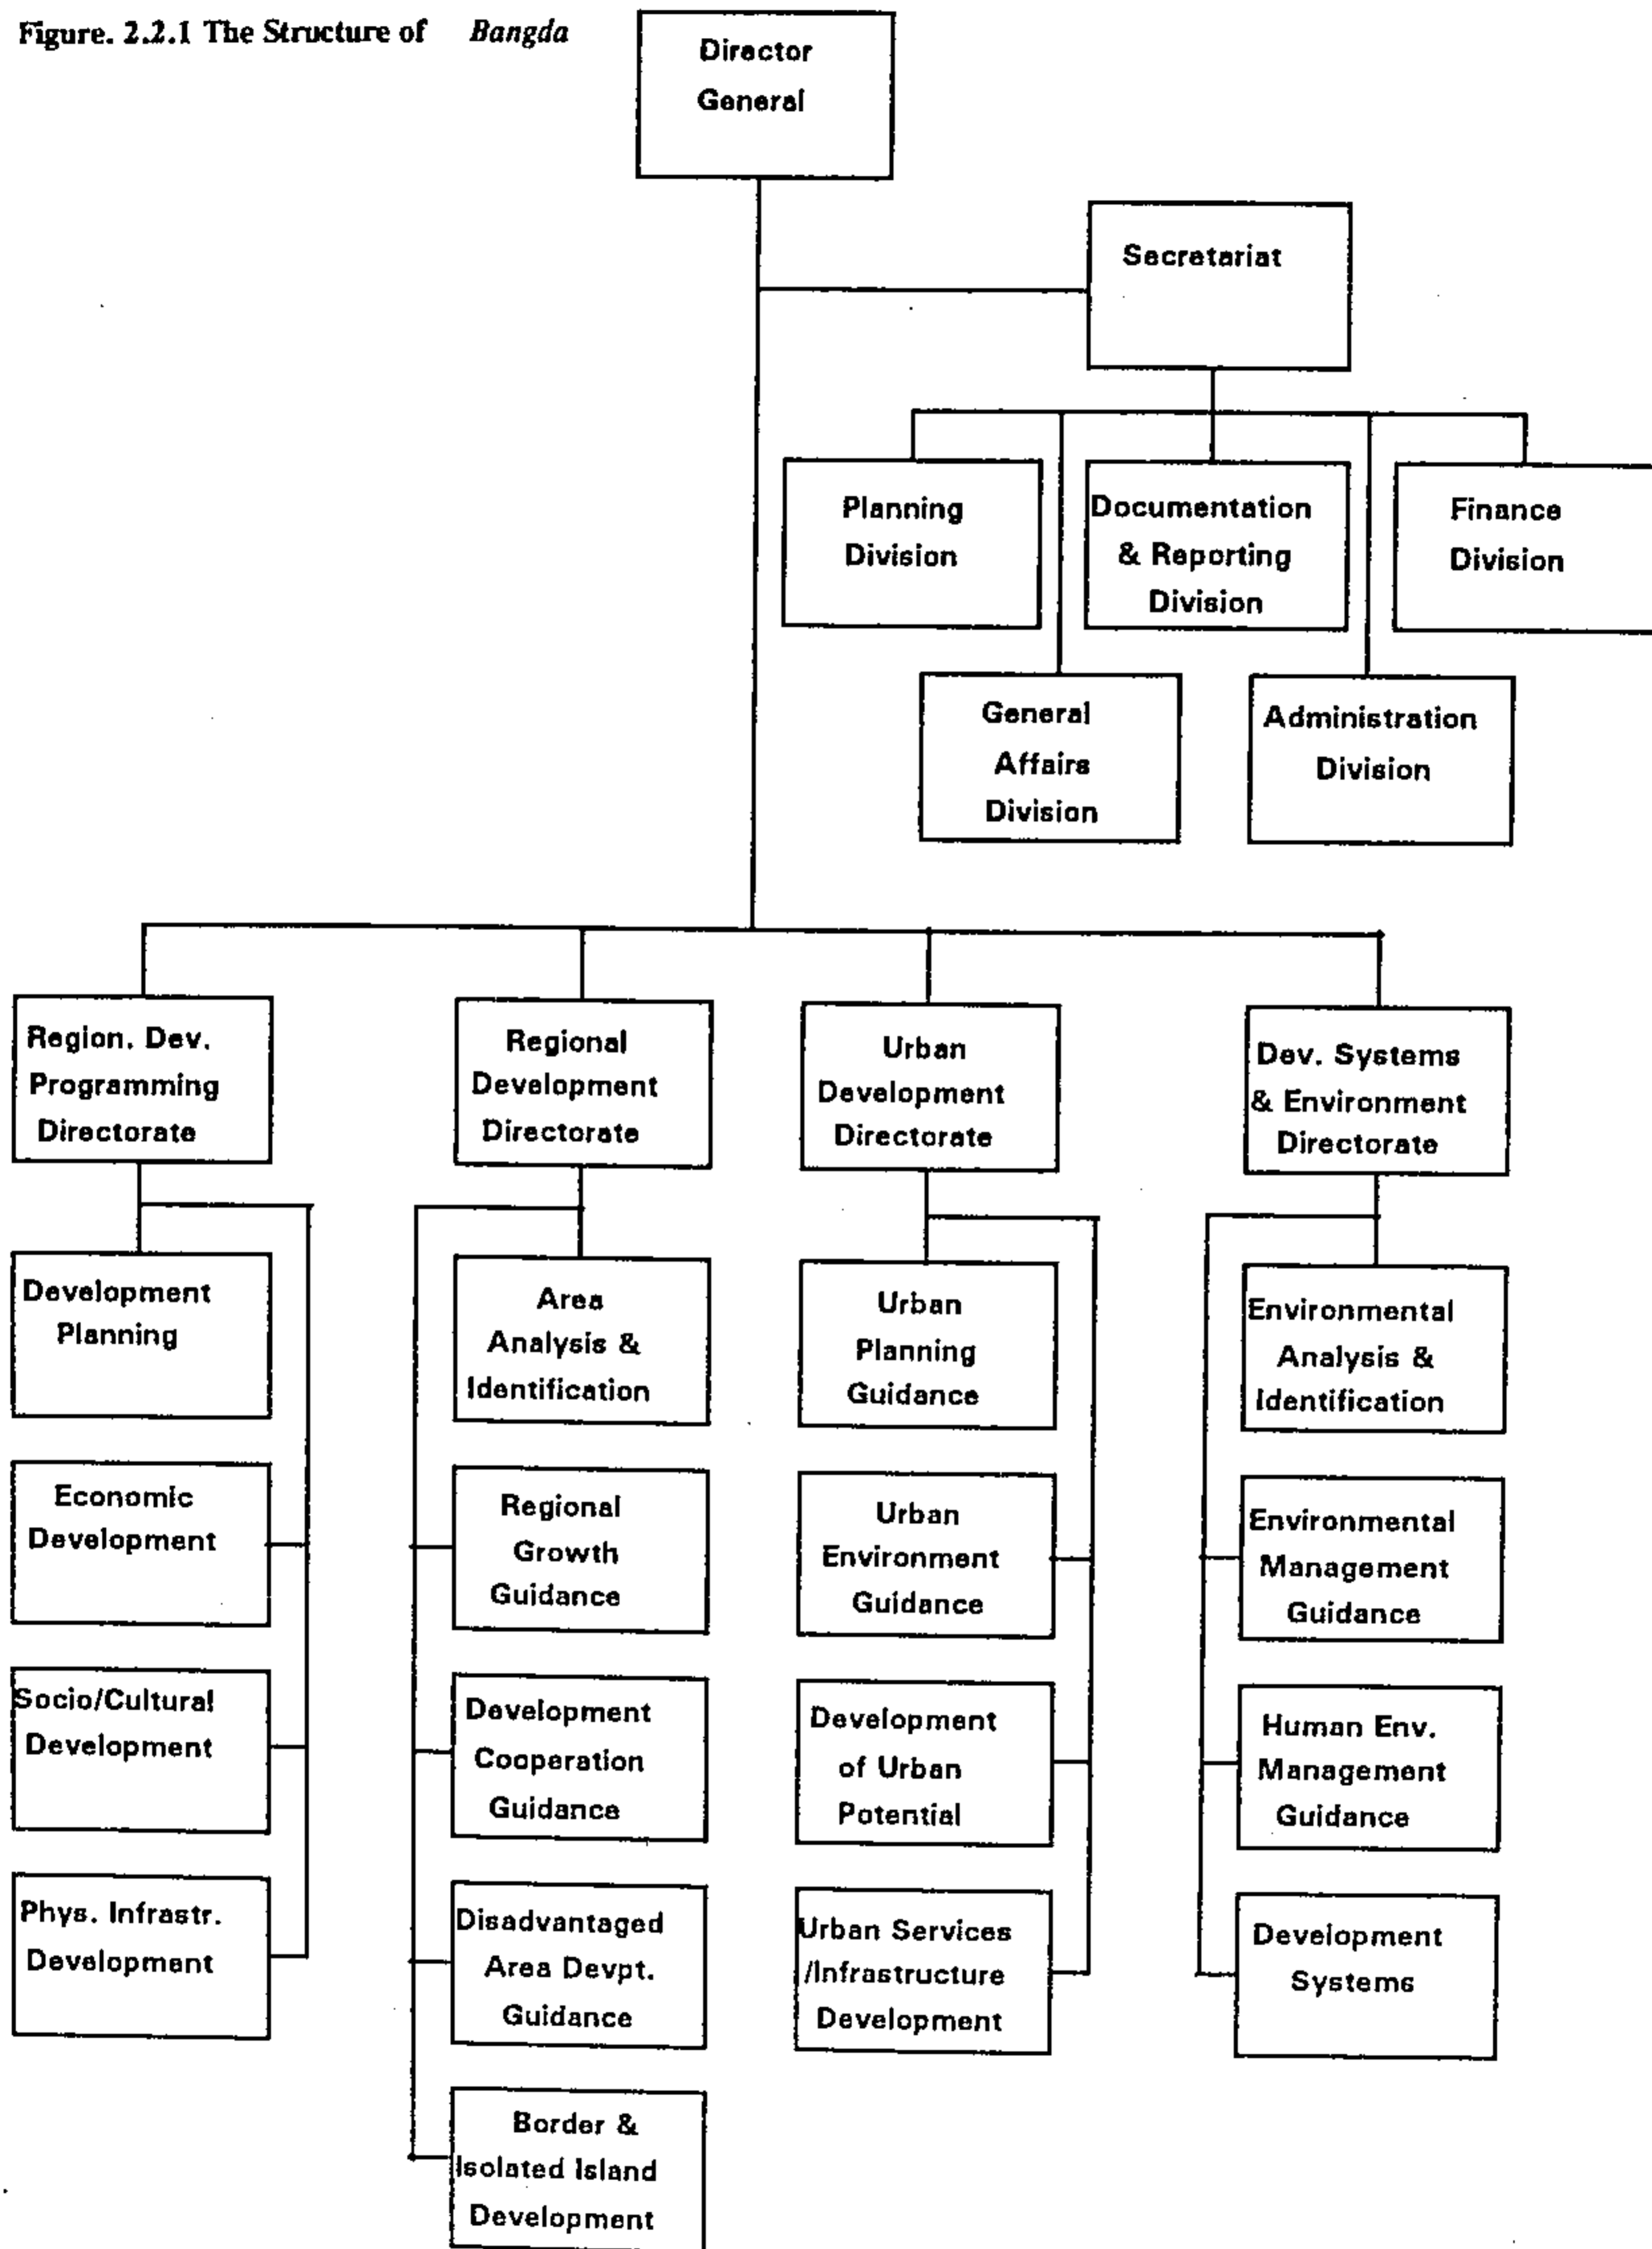 Figure. 2.2.1 The Structure of Bangda
Director
General
Secretariat
Planning
Division
Documentation
& Reporting
Division
Finance
Division
General
Affairs
Division
Administration
Division
Region. Dev.
Programming
Directorate
Regional
Development
Directorate
Urban
Development
Directorate
Dev. Systems
& Environment
Directorate
Development
Planning
Area
Analysis &
Identification
Urban
Planning
Guidance
Environmental
Analysis &
Identification
Economic
Development
Regional
Growth
Guidance
Urban
Environment
Guidance
Environmental
Management
Guidance
Socio/Cultural
Development
Development
Cooperation
Guidance
Development
of Urban
Potential
Human Env.
Management
Guidance
Phys. Infrastr.
Development
Disadvantaged
Area Devpt.
Guidance
Urban Services
/Infrastructure
Development
Development
Systems
Border &
Isolated Island
Development